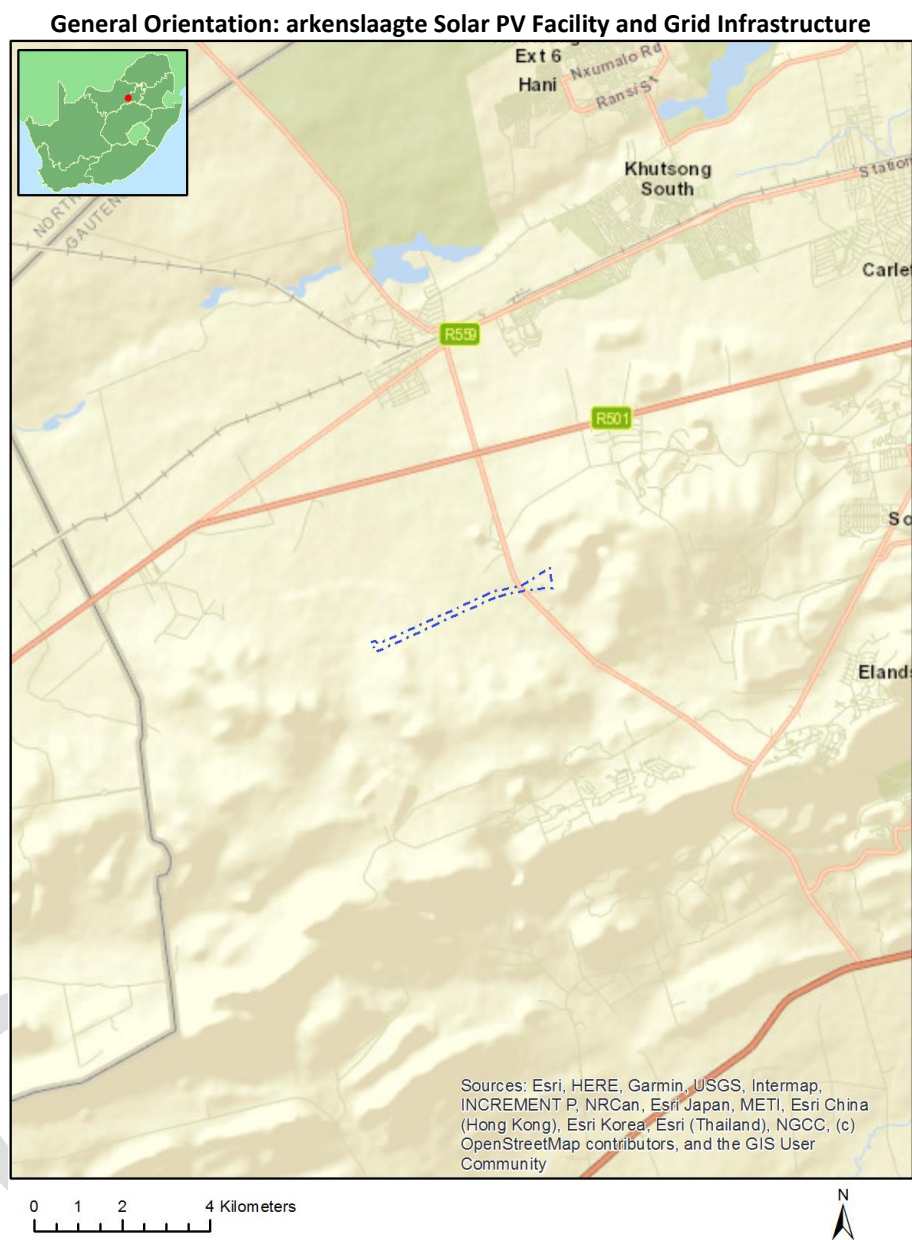 General Orientation: arkenslaagte Solar PV Facility and Grid Infrastructure
Ext 6
Nxumalo Rd
Hani
Ransi St
Khutsong
South
Station
NORTH
GAUTENG
Carlet
R559
R501
So
Elands
Sources: Esri, HERE, Garmin, USGS, Intermap,
INCREMENT P, NRCan, Esri Japan, METI, Esri China
(Hong Kong), Esri Korea, Esri (Thailand), NGCC, (c)
OpenStreetMap contributors, and the GIS User
Community
0 1 2 4 Kilometers
N